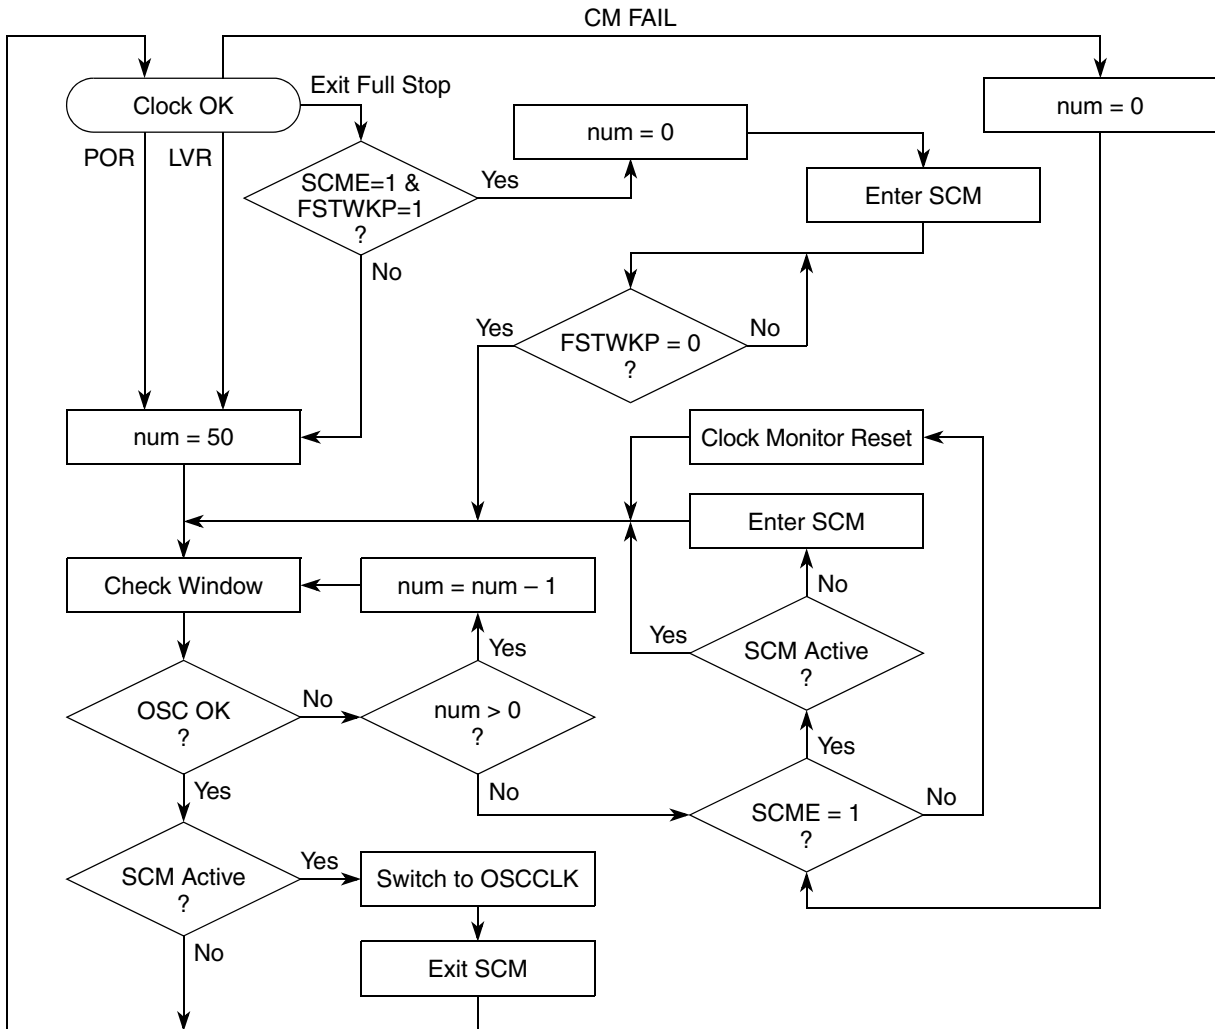 CM FAIL
Clock OK
Exit Full Stop
num = 0
num = 0
POR
LVR
SCME=1 &
FSTWKP=1
?
Yes
Enter SCM
No
Yes
FSTWKP = 0
?
No
num = 50
Clock Monitor Reset
Enter SCM
Check Window
num = num – 1
No
Yes
Yes
SCM Active
?
OSC OK
?
No
num > 0
?
Yes
Yes
No
SCME = 1
?
No
SCM Active
?
Yes
Switch to OSCCLK
No
Exit SCM